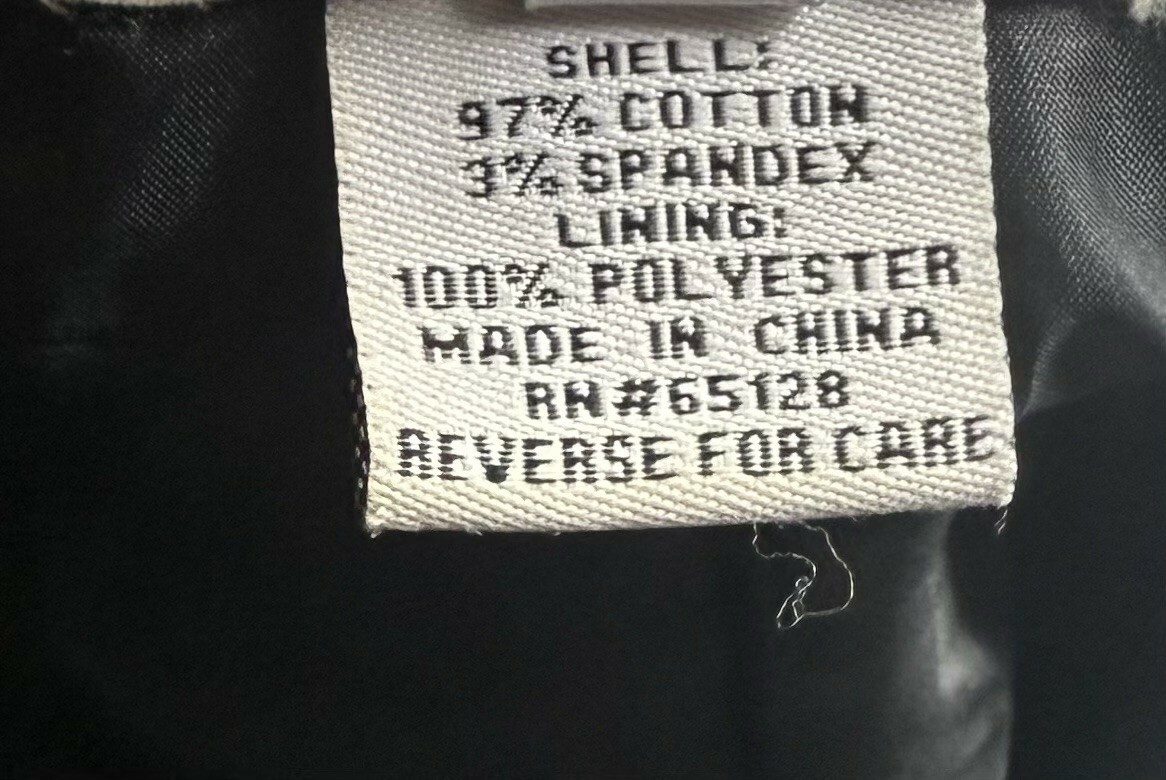 SHELL:
97% COTTON
3% SPANDEX
LINING:
100% POLYESTER
MADE IN CHINA
RN#65128
REVERSE FOR CARE